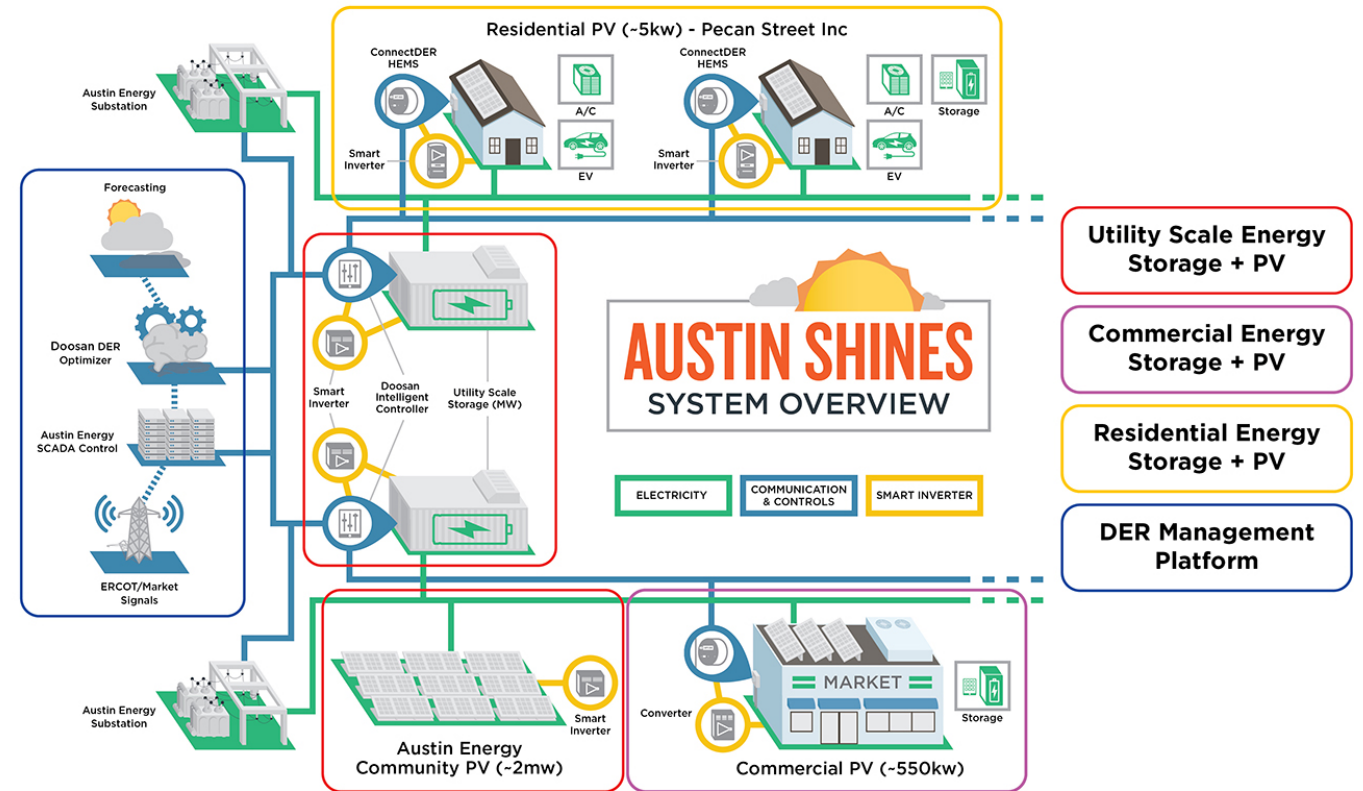 Residential PV (~5kw) - Pecan Street Inc
ConnectDER
HEMS
A/C
EV
Smart
Inverter
ConnectDER
HEMS
A/C
Storage
EV
Smart
Inverter
Austin Energy
Substation
Forecasting
Doosan DER
Optimizer
Austin Energy
SCADA Control
ERCOT/Market
Signals
Smart
Inverter
Doosan
Intelligent
Controller
Utility Scale
Storage (MW)
AUSTIN SHINES
SYSTEM OVERVIEW
ELECTRICITY
COMMUNICATION
& CONTROLS
SMART INVERTER
Utility Scale Energy
Storage + PV
Commercial Energy
Storage + PV
Residential Energy
Storage + PV
DER Management
Platform
Austin Energy
Substation
Smart
Inverter
Austin Energy
Community PV (~2mw)
Converter
MARKET
Storage
Commercial PV (~550kw)